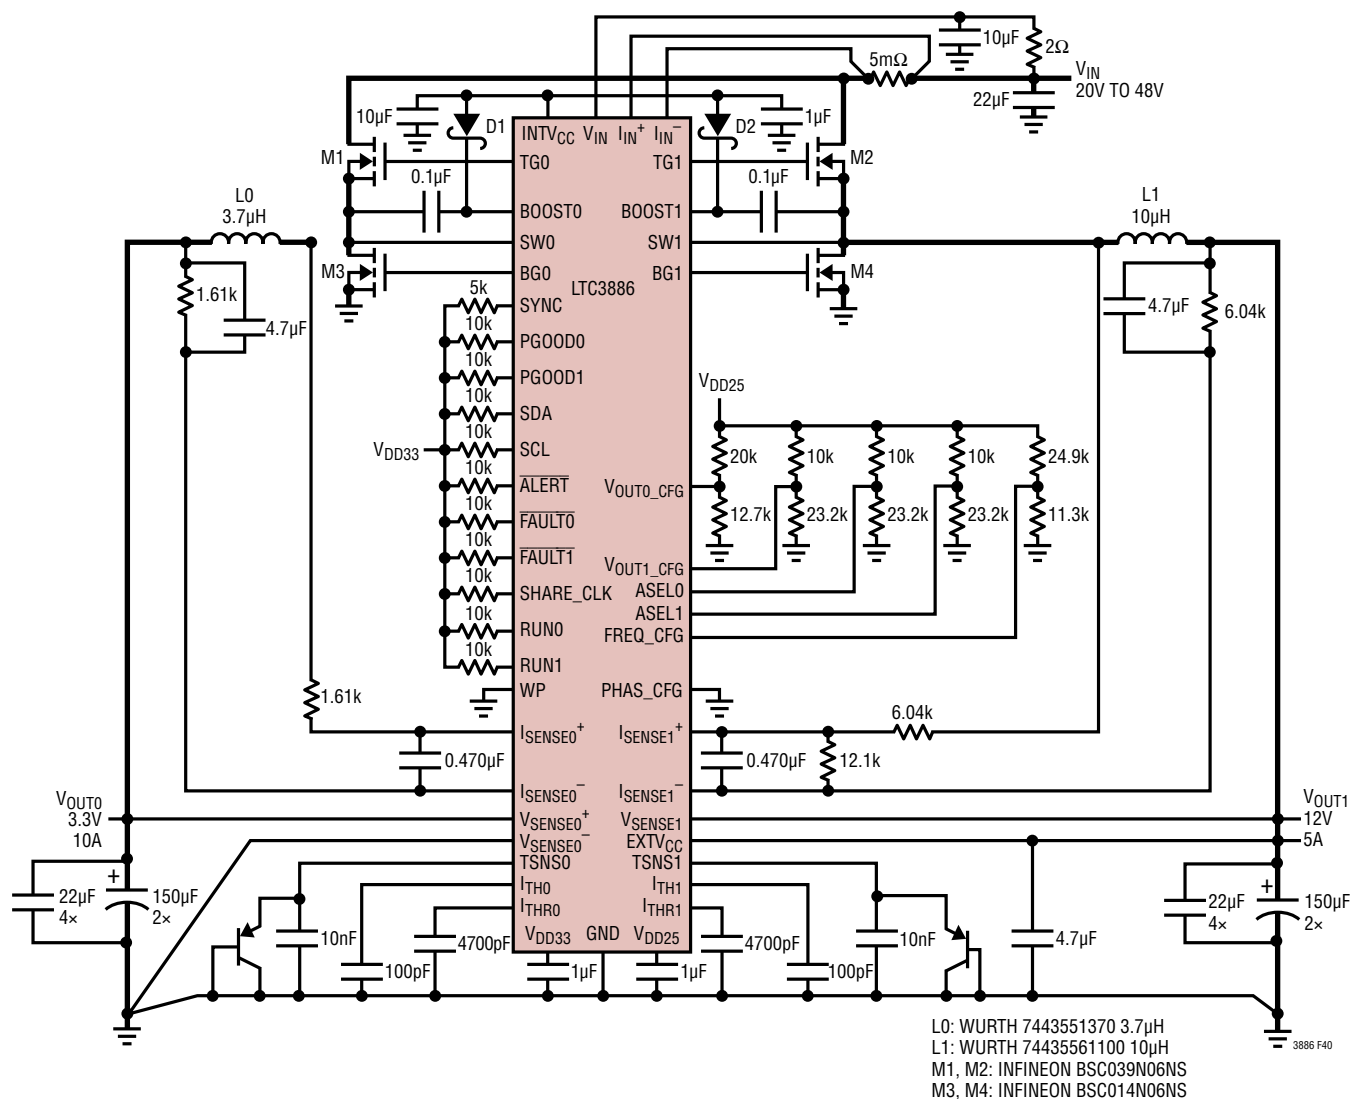 10µF
2Ω
5mΩ
VIN
20V TO 48V
22µF
10µF
D1
D2
1µF
INTVCC
VIN
IIN+
IIN–
M1
TG0
TG1
M2
0.1µF
0.1µF
L0
3.7µH
L1
10µH
BOOST0
BOOST1
SW0
SW1
M3
BG0
BG1
M4
LTC3886
1.61k
4.7µF
4.7µF
6.04k
5k
SYNC
10k
PGOOD0
10k
PGOOD1
10k
SDA
10k
VDD33
SCL
10k
ALERT
10k
FAULT0
10k
FAULT1
10k
SHARE_CLK
10k
RUN0
10k
RUN1
WP
VDD25
20k
10k
10k
10k
24.9k
VOUT0_CFG
12.7k
23.2k
23.2k
23.2k
11.3k
VOUT1_CFG
ASEL0
ASEL1
FREQ_CFG
PHAS_CFG
1.61k
6.04k
ISENSE0+
ISENSE1+
0.470µF
0.470µF
12.1k
ISENSE0–
ISENSE1–
VOUT0
3.3V
10A
VSENSE0+
VSENSE1
VOUT1
12V
5A
VSENSE0–
EXTVCC
TSNS0
TSNS1
ITH0
ITH1
ITHR0
ITHR1
+
22µF
4×
150µF
2×
10nF
100pF
4700pF
VDD33
GND
VDD25
1µF
1µF
4700pF
100pF
10nF
4.7µF
22µF
4×
+
150µF
2×
L0: WURTH 7443551370 3.7µH
L1: WURTH 74435561100 10µH
M1, M2: INFINEON BSC039N06NS
M3, M4: INFINEON BSC014N06NS
3886 F40